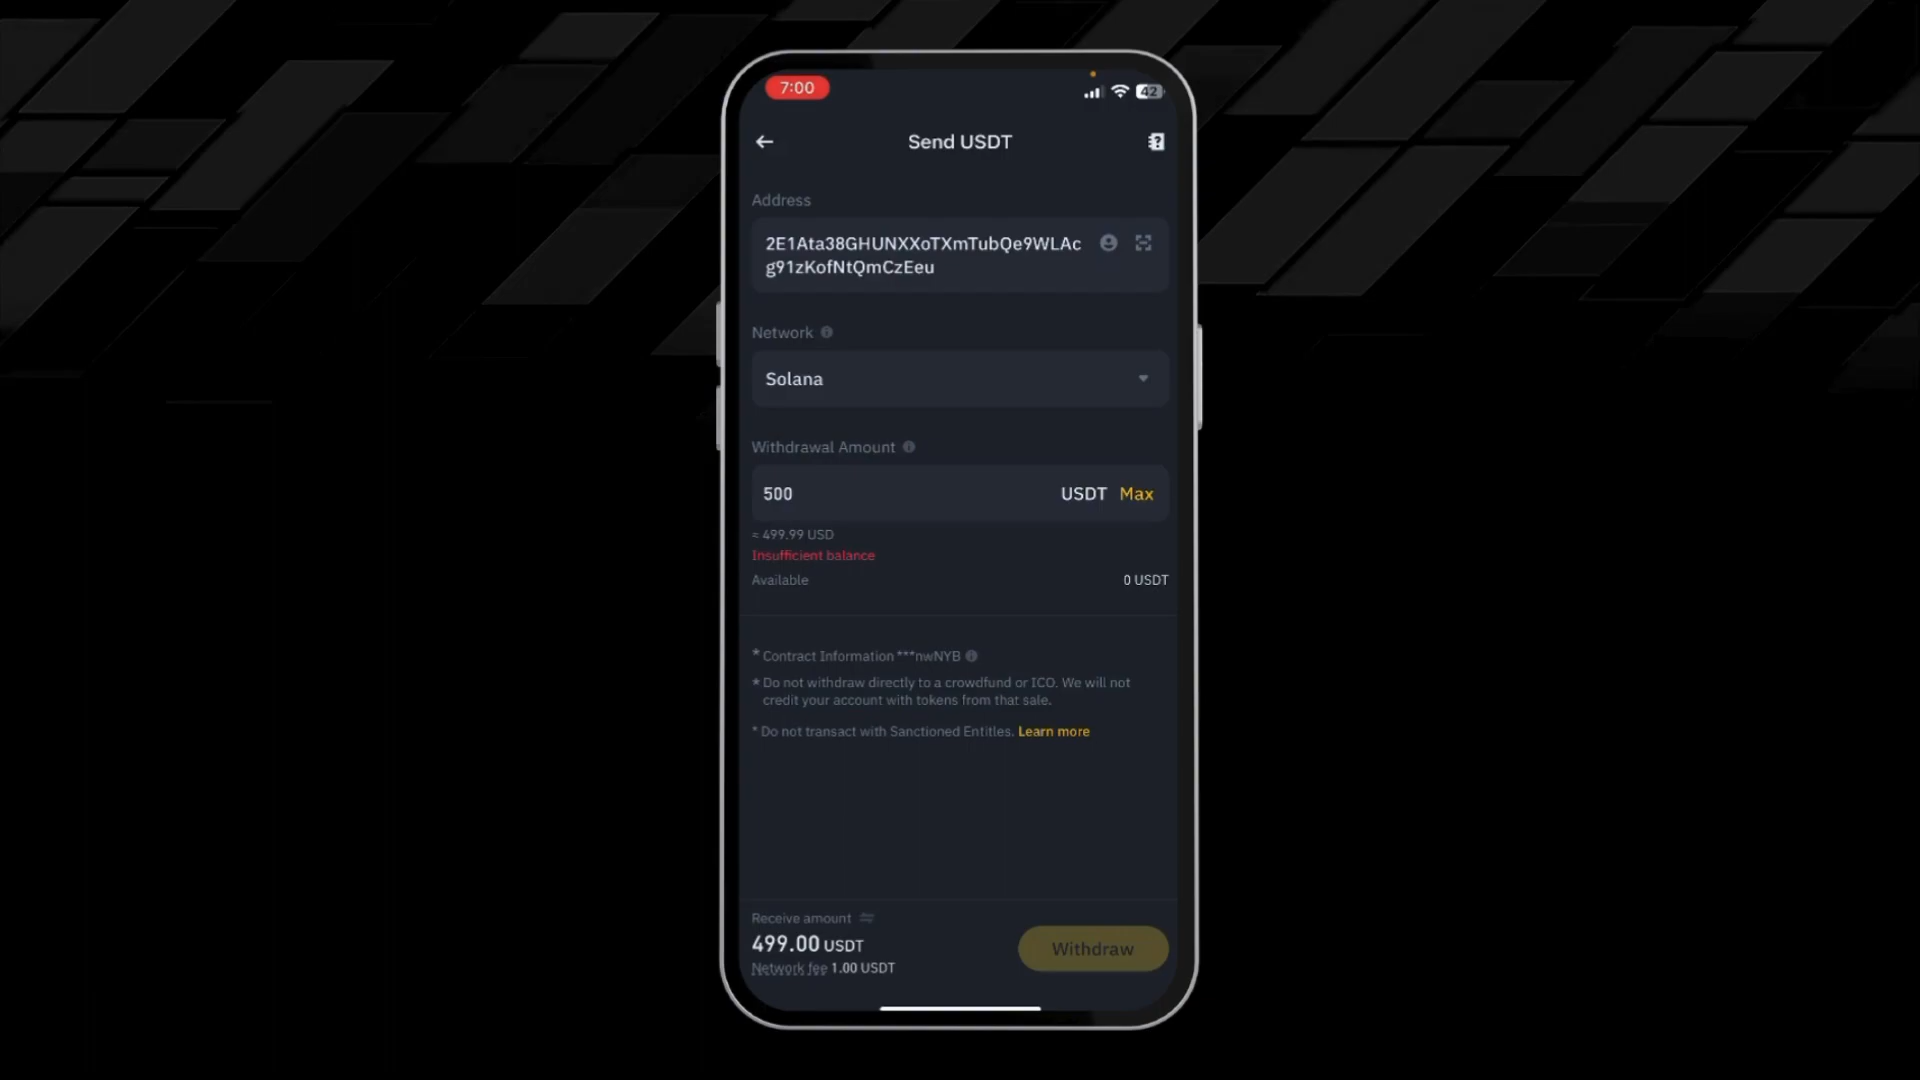 7:00
42
Send USDT
Address
2E1Ata38GHUNXXoTXmTubQe9WLAc
g91zKofNtQmCzEeu
Network
Solana
Withdrawal Amount
500 USDT Max
≈ 499.99 USD
Insufficient balance
Available 0 USDT
* Contract Information ***nwNYB
* Do not withdraw directly to a crowdfund or ICO. We will not
credit your account with tokens from that sale.
* Do not transact with Sanctioned Entitles. Learn more
Receive amount
499.00 USDT
Withdraw
Network fee 1.00 USDT